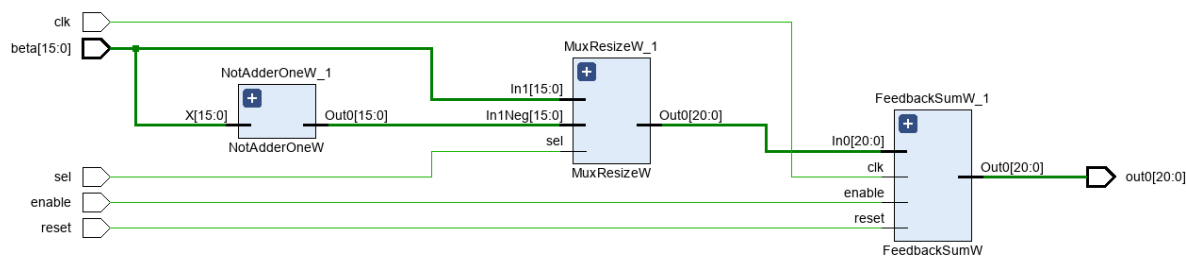 clk
beta[15:0]
NotAdderOneW_1
X[15:0]
Out0[15:0]
NotAdderOneW
MuxResizeW_1
In1[15:0]
In1Neg[15:0]
sel
Out0[20:0]
MuxResizeW
FeedbackSumW_1
In0[20:0]
clk
enable
reset
Out0[20:0]
FeedbackSumW
out0[20:0]
sel
enable
reset